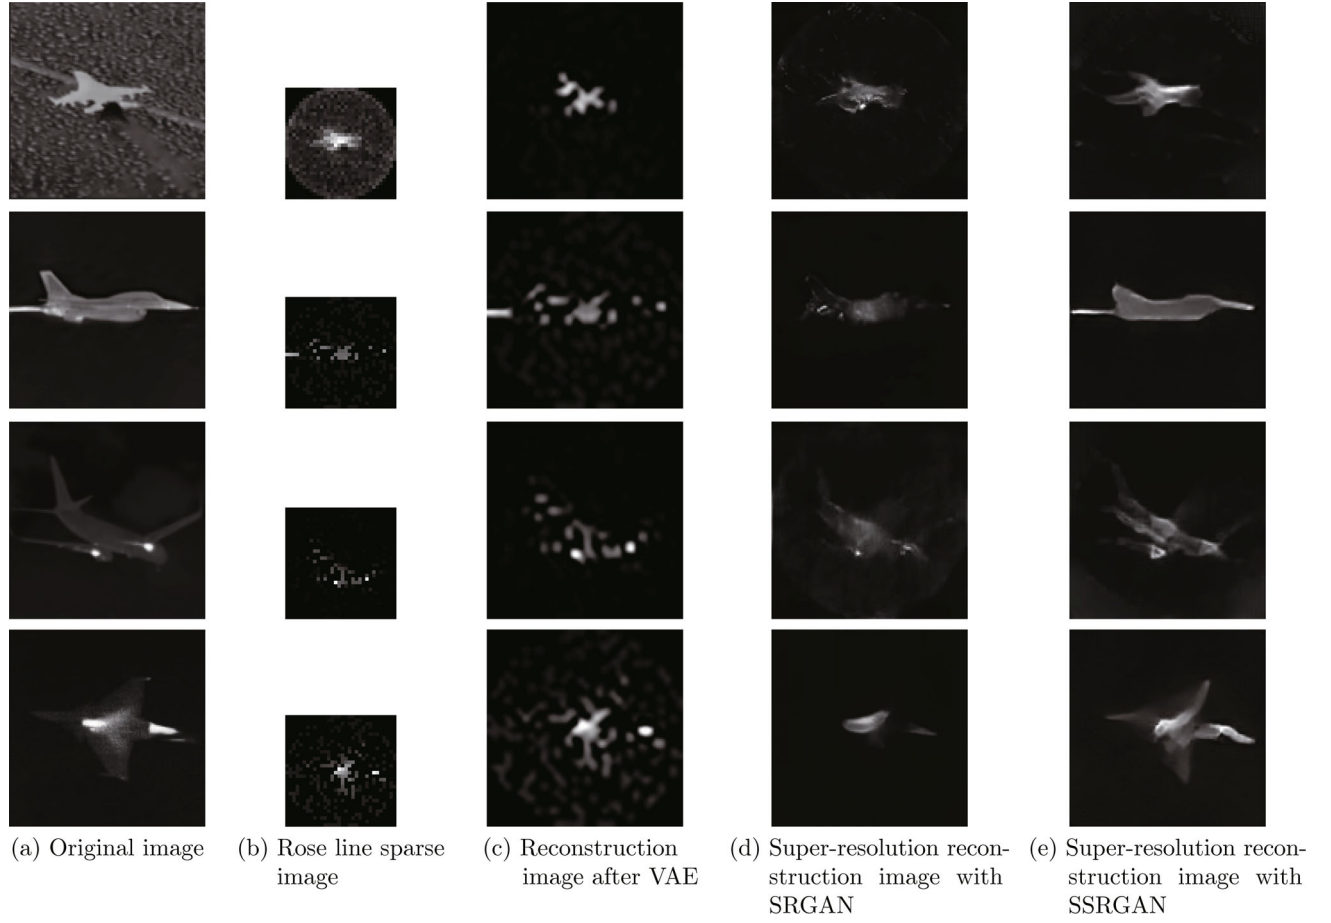 (a) Original image
(b) Rose line sparse
image
(c) Reconstruction
image after VAE
(d) Super-resolution recon-
struction image with
SRGAN
(e) Super-resolution recon-
struction image with
SSRGAN